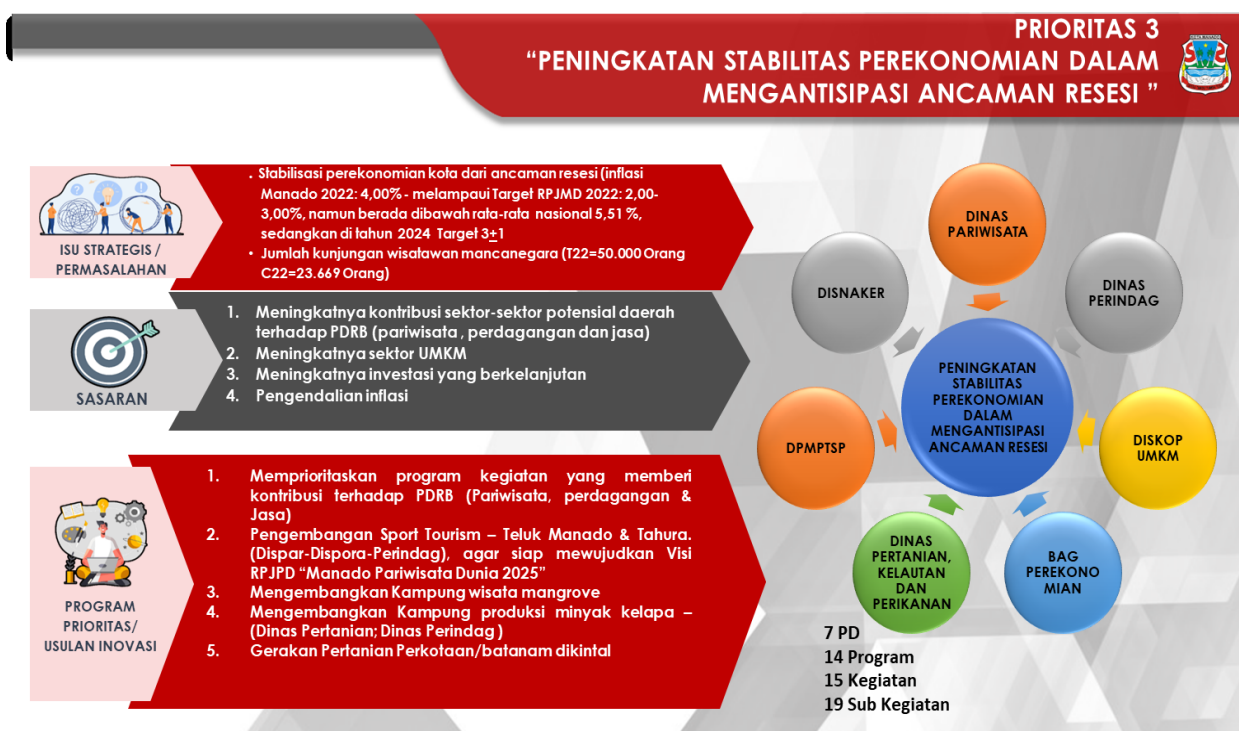 PRIORITAS 3
“PENINGKATAN STABILITAS PEREKONOMIAN DALAM
MENGANTISIPASI ANCAMAN RESESI ”
ISU STRATEGIS /
PERMASALAHAN
. Stabilisasi perekonomian kota dari ancaman resesi (inflasi
Manado 2022: 4,00% - melampaui Target RPJMD 2022: 2,00-
3,00%, namun berada dibawah rata-rata nasional 5,51 %,
sedangkan di tahun 2024 Target 3±1
• Jumlah kunjungan wisatawan mancanegara (T22=50.000 Orang
C22=23.669 Orang)
SASARAN
1. Meningkatnya kontribusi sektor-sektor potensial daerah
terhadap PDRB (pariwisata , perdagangan dan jasa)
2. Meningkatnya sektor UMKM
3. Meningkatnya investasi yang berkelanjutan
4. Pengendalian inflasi
PROGRAM
PRIORITAS/
USULAN INOVASI
1. Memprioritaskan program kegiatan yang memberi
kontribusi terhadap PDRB (Pariwisata, perdagangan &
Jasa)
2. Pengembangan Sport Tourism – Teluk Manado & Tahura.
(Dispar-Dispora-Perindag), agar siap mewujudkan Visi
RPJPD “Manado Pariwisata Dunia 2025”
3. Mengembangkan Kampung wisata mangrove
4. Mengembangkan Kampung produksi minyak kelapa –
(Dinas Pertanian; Dinas Perindag )
5. Gerakan Pertanian Perkotaan/batanam dikintal
DINAS
PARIWISATA
DISNAKER
DINAS
PERINDAG
PENINGKATAN
STABILITAS
PEREKONOMIAN
DALAM
MENGANTISIPASI
ANCAMAN RESESI
DPMPTSP
DISKOP
UMKM
DINAS
PERTANIAN,
KELAUTAN
DAN
PERIKANAN
BAG
PEREKONO
MIAN
7 PD
14 Program
15 Kegiatan
19 Sub Kegiatan